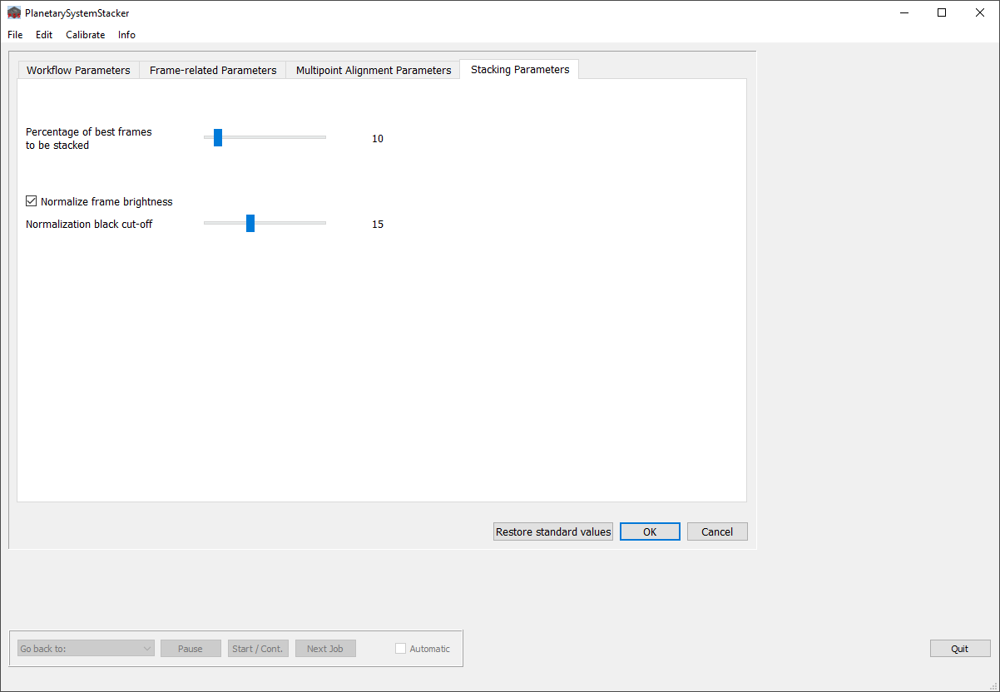 PlanetarySystemStacker
File Edit Calibrate Info
Workflow Parameters Frame-related Parameters Multipoint Alignment Parameters Stacking Parameters
Percentage of best frames
to be stacked
10
Normalize frame brightness
Normalization black cut-off 15
Restore standard values OK Cancel
Go back to: Pause Start / Cont. Next Job Automatic Quit